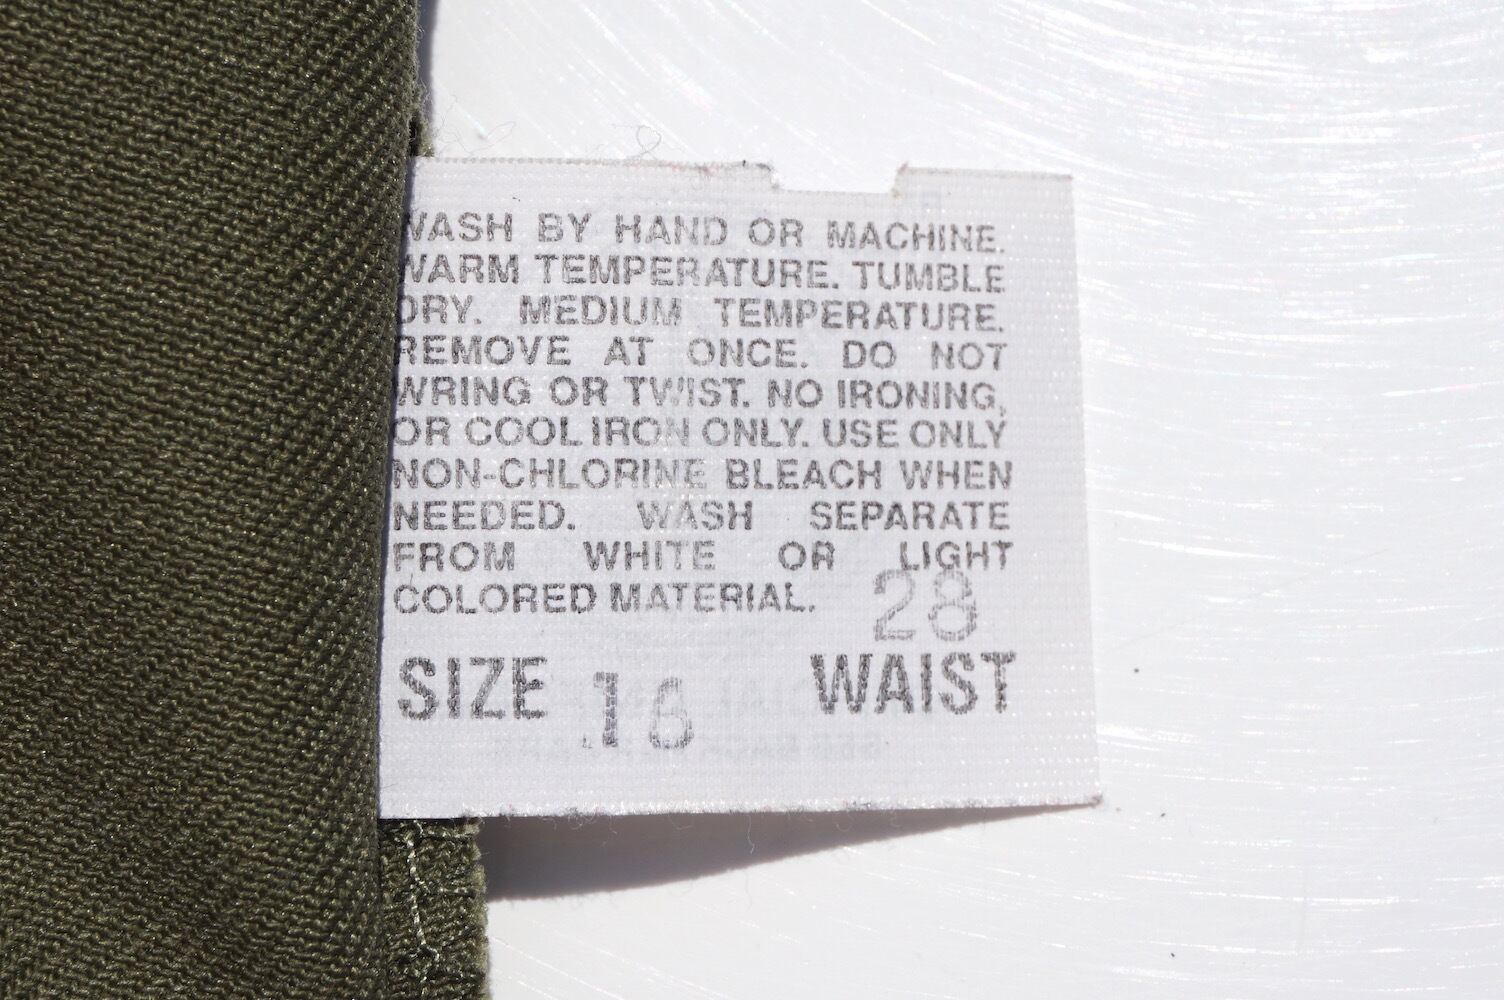 WASH BY HAND OR MACHINE.
WARM TEMPERATURE. TUMBLE
DRY. MEDIUM TEMPERATURE.
REMOVE AT ONCE. DO NOT
WRING OR TWIST. NO IRONING,
OR COOL IRON ONLY. USE ONLY
NON-CHLORINE BLEACH WHEN
NEEDED. WASH SEPARATE
FROM WHITE OR LIGHT
COLORED MATERIAL.
28
SIZE 16 WAIST